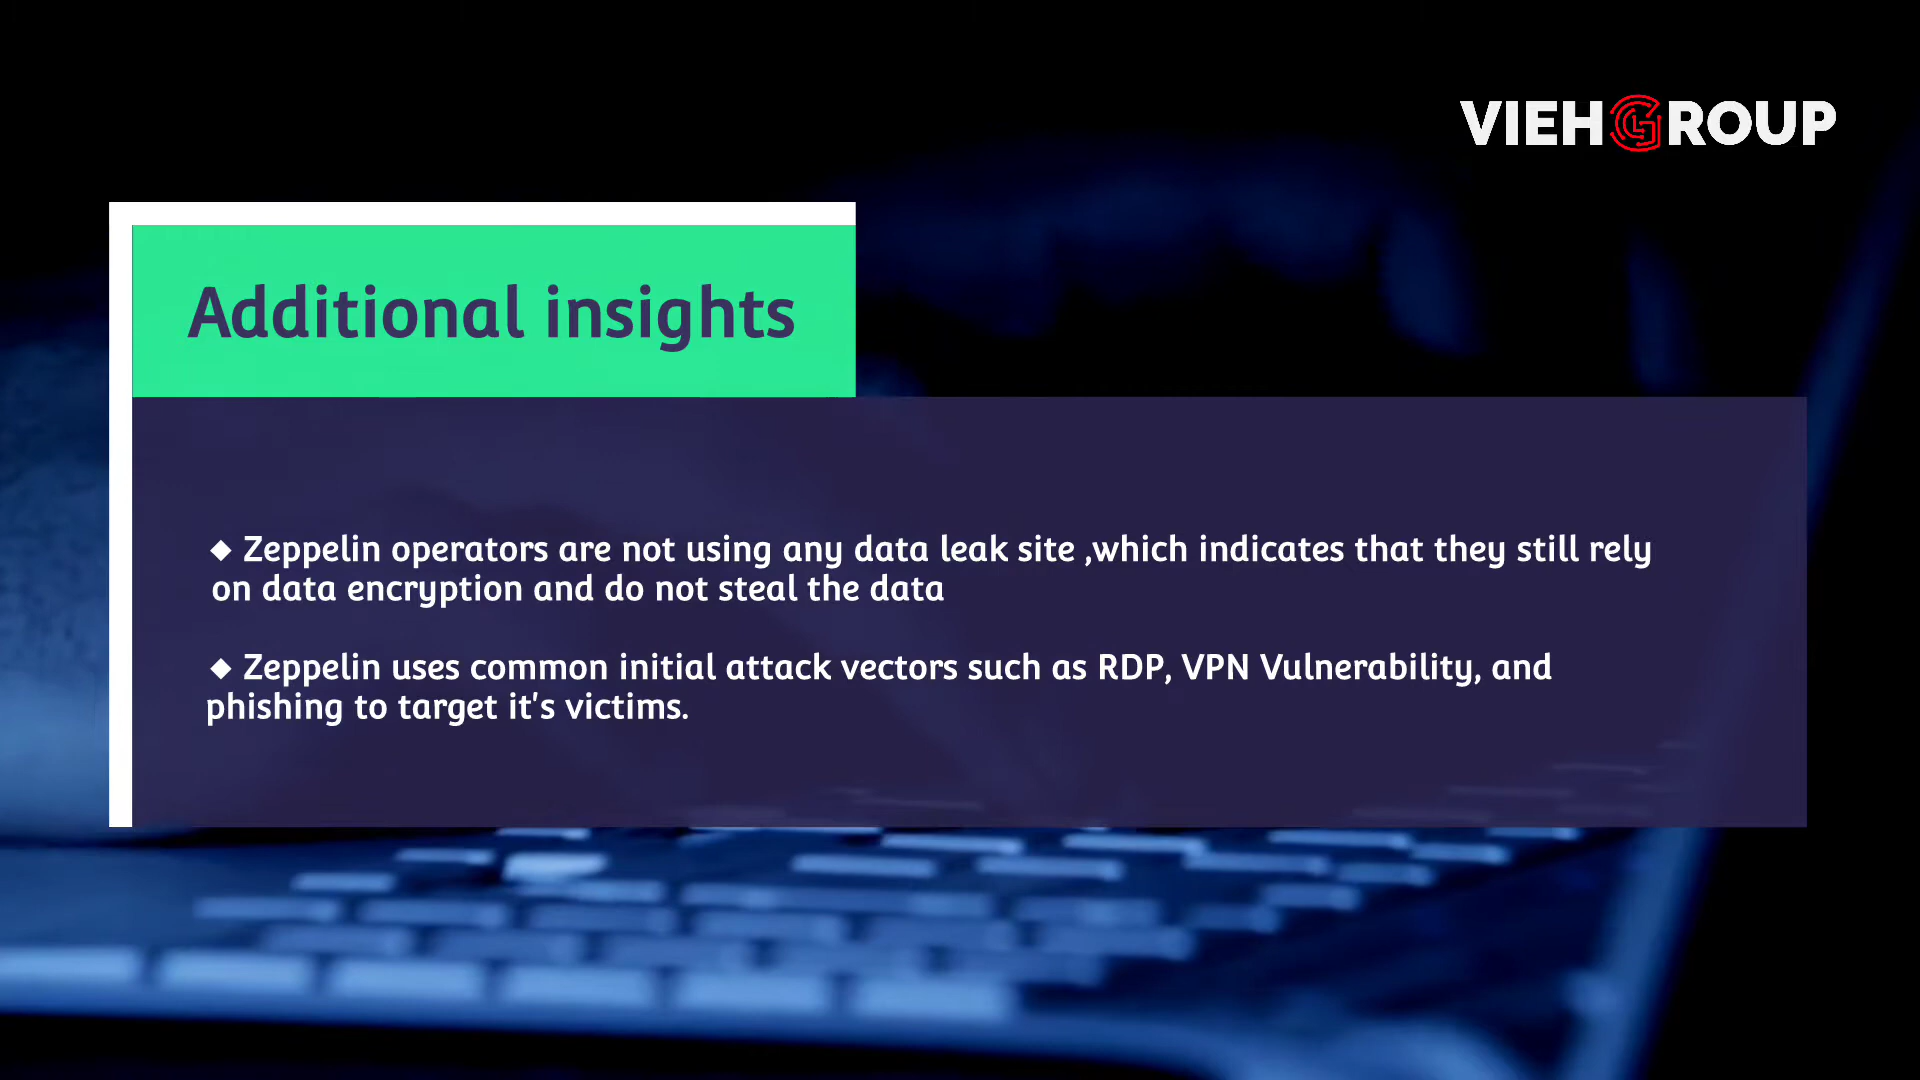 VIEHGROUP
Additional insights
◆ Zeppelin operators are not using any data leak site ,which indicates that they still rely
on data encryption and do not steal the data
◆ Zeppelin uses common initial attack vectors such as RDP, VPN Vulnerability, and
phishing to target it's victims.